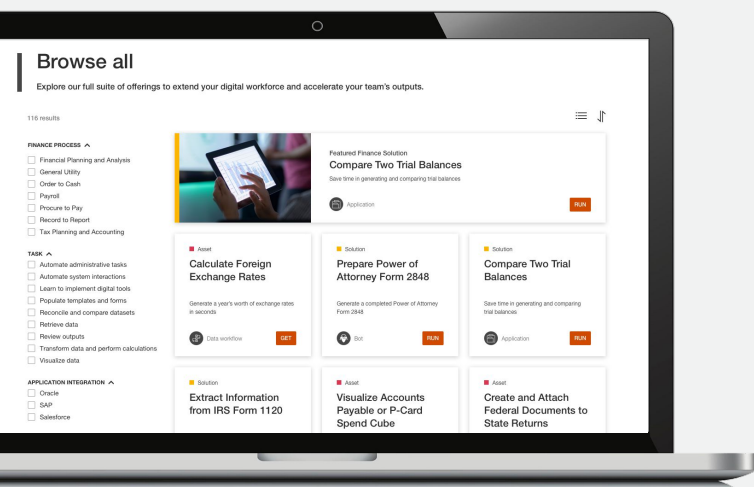 Browse all
Explore our full suite of offerings to extend your digital workforce and accelerate your team's outputs.
116 results
FINANCE PROCESS
Financial Planning and Analysis
General Utility
Order to Cash
Payroll
Procure to Pay
Record to Report
Tax Planning and Accounting
TASK
Automate administrative tasks
Automate system interactions
Learn to implement digital tools
Populate templates and forms
Reconcile and compare datasets
Retrieve data
Review outputs
Transform data and perform calculations
Visualize data
APPLICATION INTEGRATION
Oracle
SAP
Salesforce
Featured Finance Solution
Compare Two Trial Balances
Save time in generating and comparing trial balances
Application
RUN
Asset
Calculate Foreign
Exchange Rates
Generate a year's worth of exchange rates
in seconds
Data workflow
GET
Solution
Prepare Power of
Attorney Form 2848
Generate a completed Power of Attorney
Form 2848
Bot
RUN
Solution
Compare Two Trial
Balances
Save time in generating and comparing
trial balances
Application
RUN
Solution
Extract Information
from IRS Form 1120
Asset
Visualize Accounts
Payable or P-Card
Spend Cube
Asset
Create and Attach
Federal Documents to
State Returns